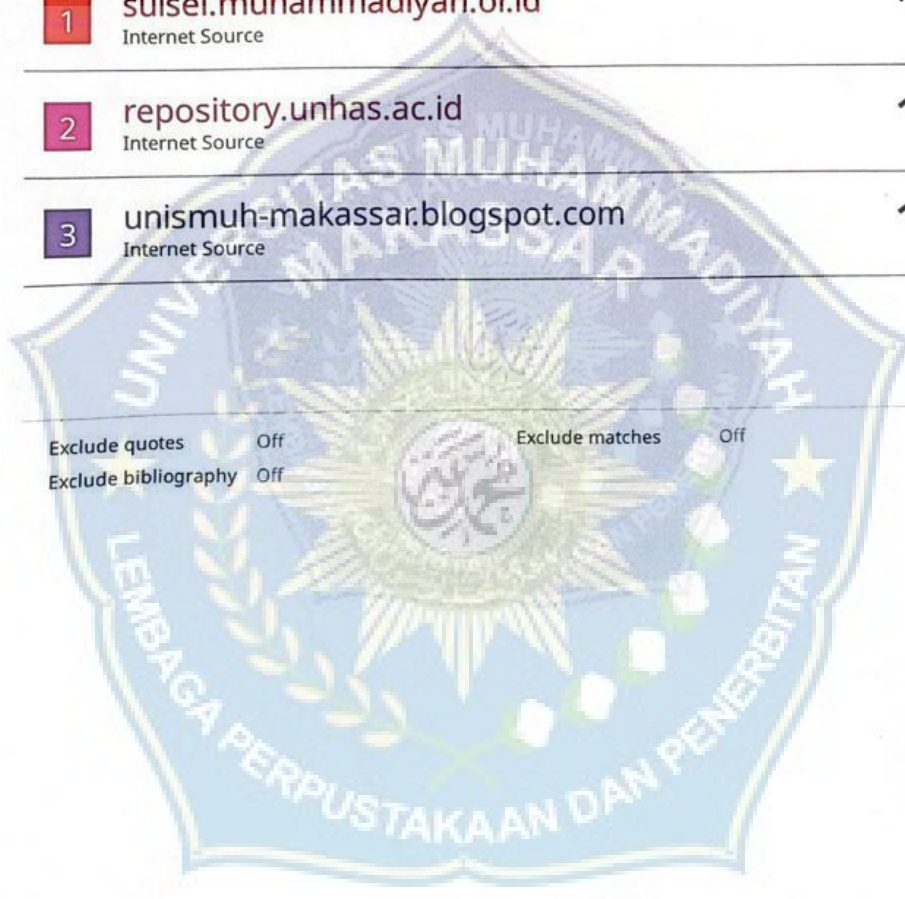 1
sulsel.muhammadiyah.or.id
Internet Source
2
repository.unhas.ac.id
Internet Source
3
unismuh-makassar.blogspot.com
Internet Source
Exclude quotes Off
Exclude matches Off
Exclude bibliography Off
UNIVERSITAS MUHAMMADIYAH
MAKASSAR
LEMBAGA PERPUSTAKAAN DAN PENERBITAN